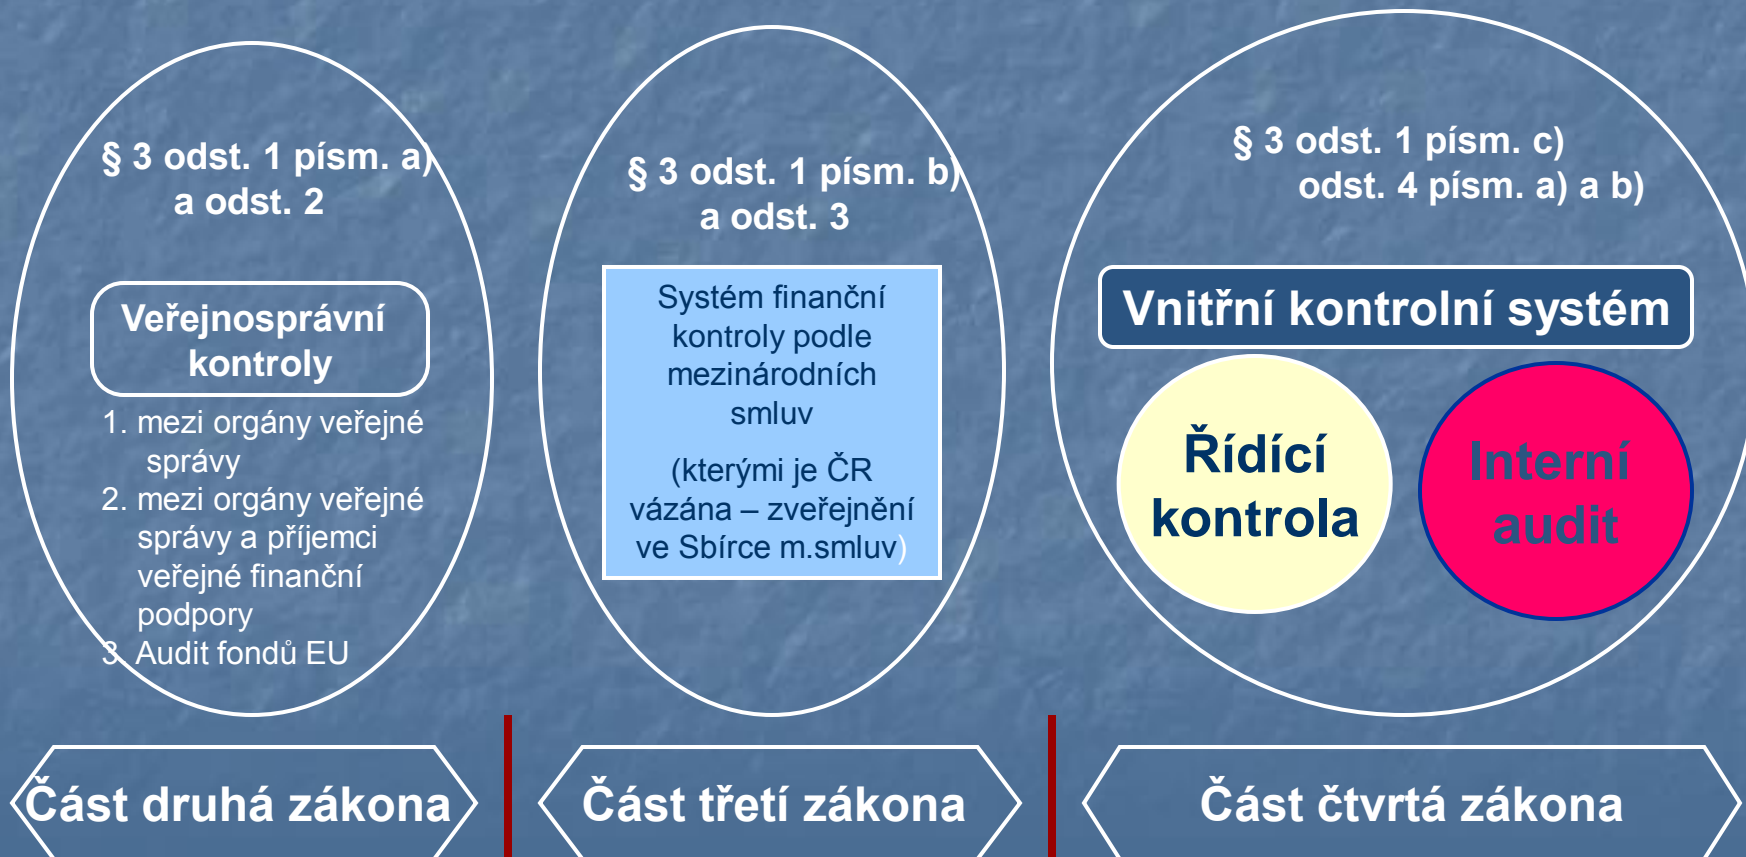 § 3 odst. 1 písm. a)
a odst. 2
Veřejnosprávní
kontroly
1. mezi orgány veřejné
správy
2. mezi orgány veřejné
správy a příjemci
veřejné finanční
podpory
3. Audit fondů EU
Část druhá zákona
§ 3 odst. 1 písm. b)
a odst. 3
Systém finanční
kontroly podle
mezinárodních
smluv
(kterými je ČR
vázána – zveřejnění
ve Sbírce m.smluv)
Část třetí zákona
§ 3 odst. 1 písm. c)
odst. 4 písm. a) a b)
Vnitřní kontrolní systém
Řídící
kontrola
Interní
audit
Část čtvrtá zákona